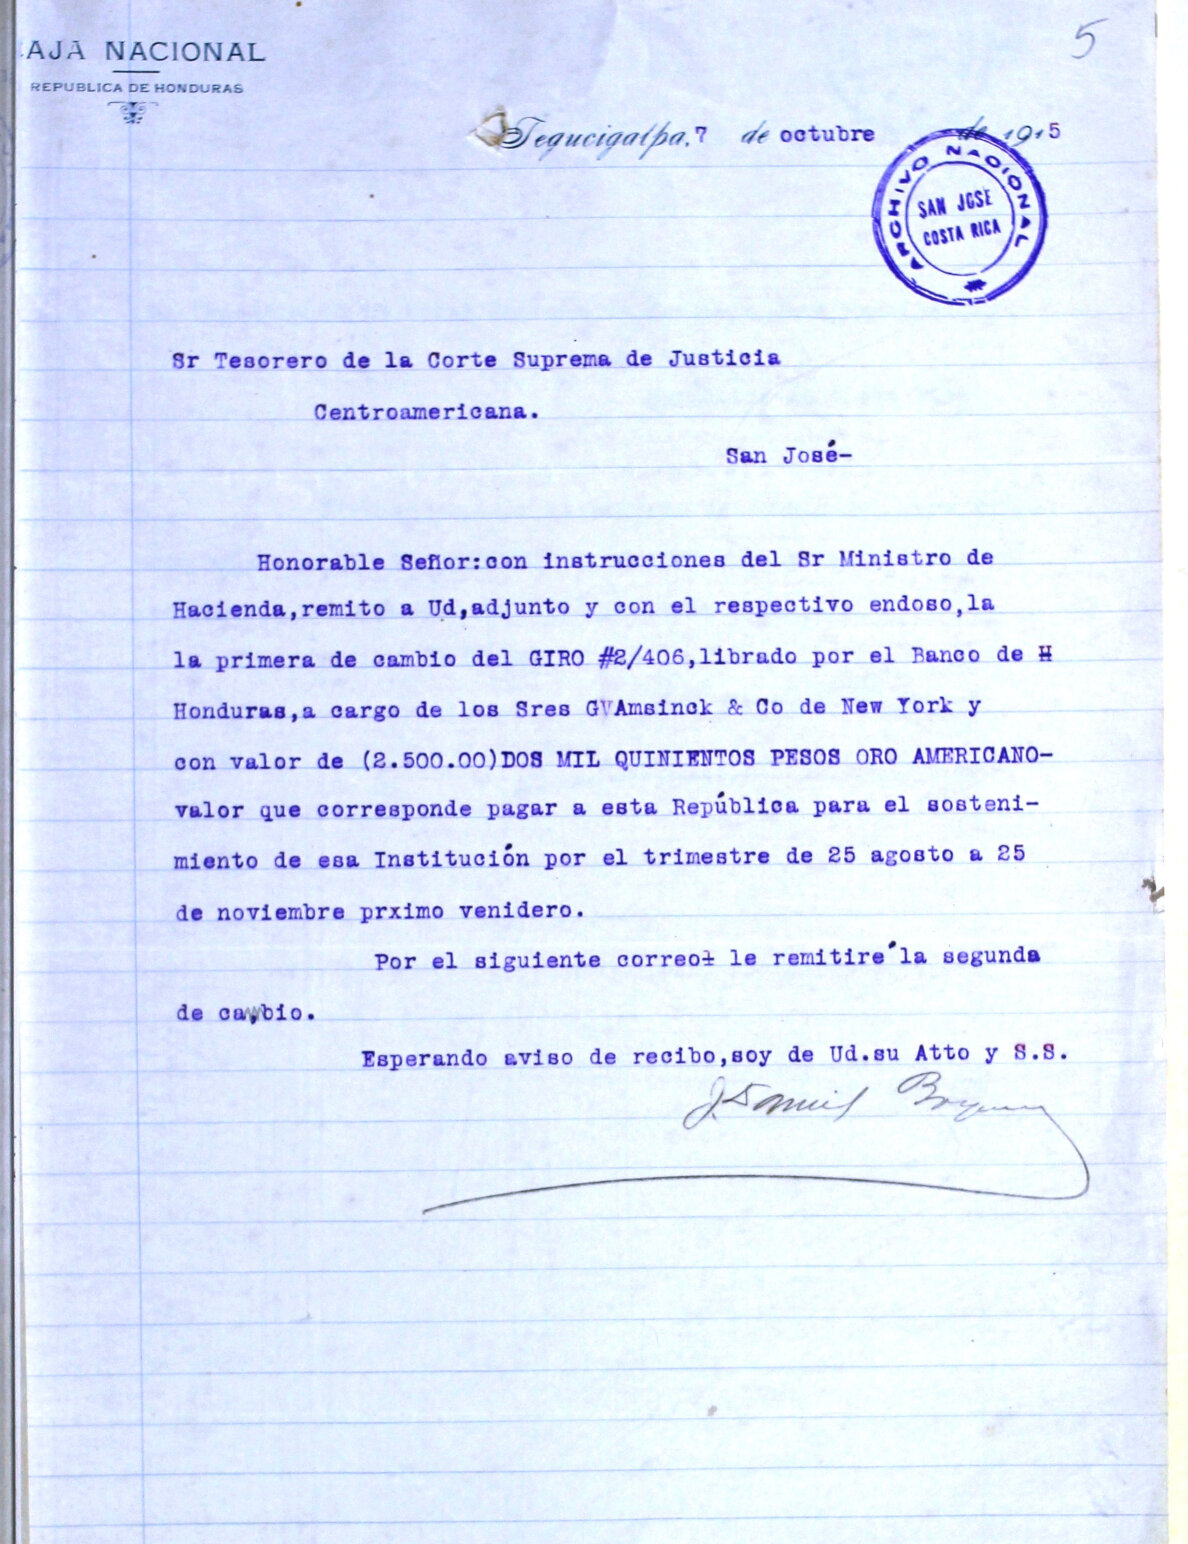 CAJA NACIONAL
REPUBLICA DE HONDURAS
5
Tegucigalpa, 7 de octubre de 1915
ARCHIVO NACIONAL
SAN JOSE
COSTA RICA
Sr Tesorero de la Corte Suprema de Justicia
Centroamericana.
San José-
Honorable Señor:con instrucciones del Sr Ministro de
Hacienda,remito a Ud,adjunto y con el respectivo endoso,la
la primera de cambio del GIRO #2/406,librado por el Banco de H
Honduras,a cargo de los Sres GVAmsinck & Co de New York y
con valor de (2.500.00)DOS MIL QUINIENTOS PESOS ORO AMERICANO-
valor que corresponde pagar a esta República para el sosteni-
miento de esa Institución por el trimestre de 25 agosto a 25
de noviembre prximo venidero.
Por el siguiente correo le remitire´la segunda
de cambio.
Esperando aviso de recibo,soy de Ud.su Atto y S.S.
J. Daniel